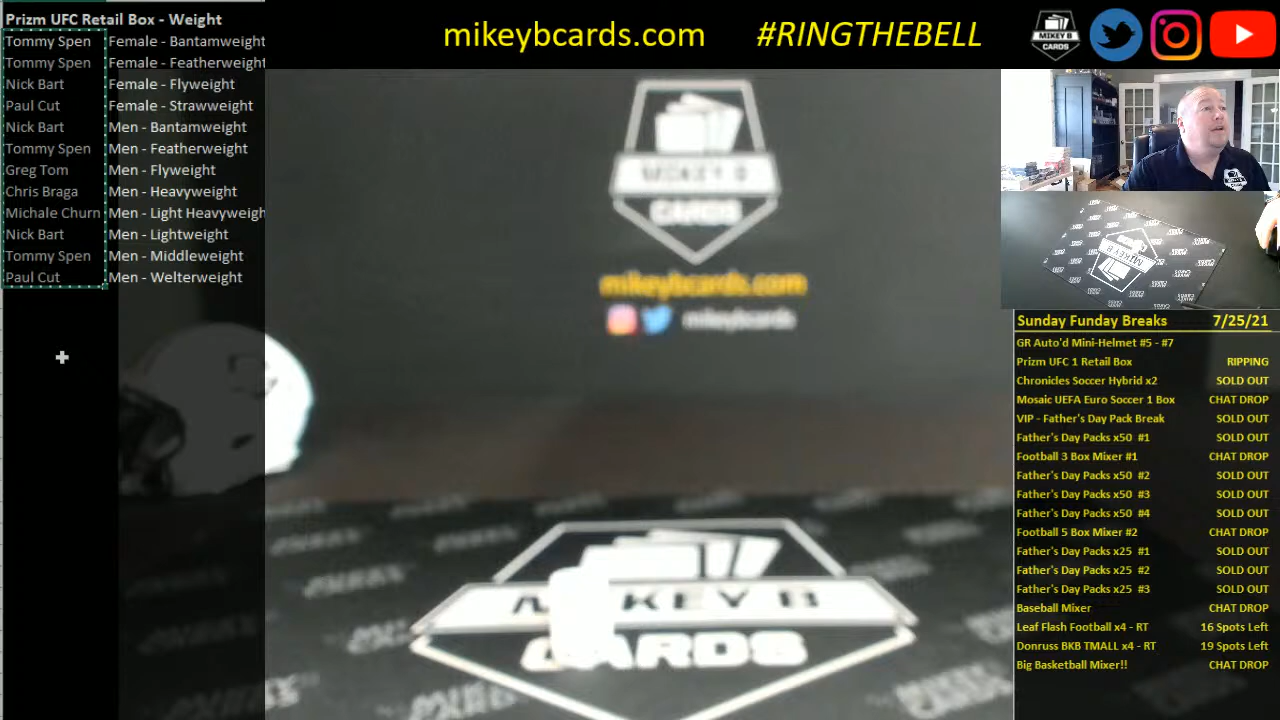 Prizm UFC Retail Box - Weight
Tommy Spen Female - Bantamweight
Tommy Spen Female - Featherweight
Nick Bart Female - Flyweight
Paul Cut Female - Strawweight
Nick Bart Men - Bantamweight
Tommy Spen Men - Featherweight
Greg Tom Men - Flyweight
Chris Braga Men - Heavyweight
Michale Churn Men - Light Heavyweigh
Nick Bart Men - Lightweight
Tommy Spen Men - Middleweight
Paul Cut Men - Welterweight
mikeybcards.com #RINGTHEBELL
MIKEY B
CARDS
MIKEY B
CARDS
mikeybcards.com
mikeybcards
MIKEY B
CARDS
Sunday Funday Breaks 7/25/21
GR Auto'd Mini-Helmet #5 - #7
Prizm UFC 1 Retail Box RIPPING
Chronicles Soccer Hybrid x2 SOLD OUT
Mosaic UEFA Euro Soccer 1 Box CHAT DROP
VIP - Father's Day Pack Break SOLD OUT
Father's Day Packs x50 #1 SOLD OUT
Football 3 Box Mixer #1 CHAT DROP
Father's Day Packs x50 #2 SOLD OUT
Father's Day Packs x50 #3 SOLD OUT
Father's Day Packs x50 #4 SOLD OUT
Football 5 Box Mixer #2 CHAT DROP
Father's Day Packs x25 #1 SOLD OUT
Father's Day Packs x25 #2 SOLD OUT
Father's Day Packs x25 #3 SOLD OUT
Baseball Mixer CHAT DROP
Leaf Flash Football x4 - RT 16 Spots Left
Donruss BKB TMALL x4 - RT 19 Spots Left
Big Basketball Mixer!! CHAT DROP